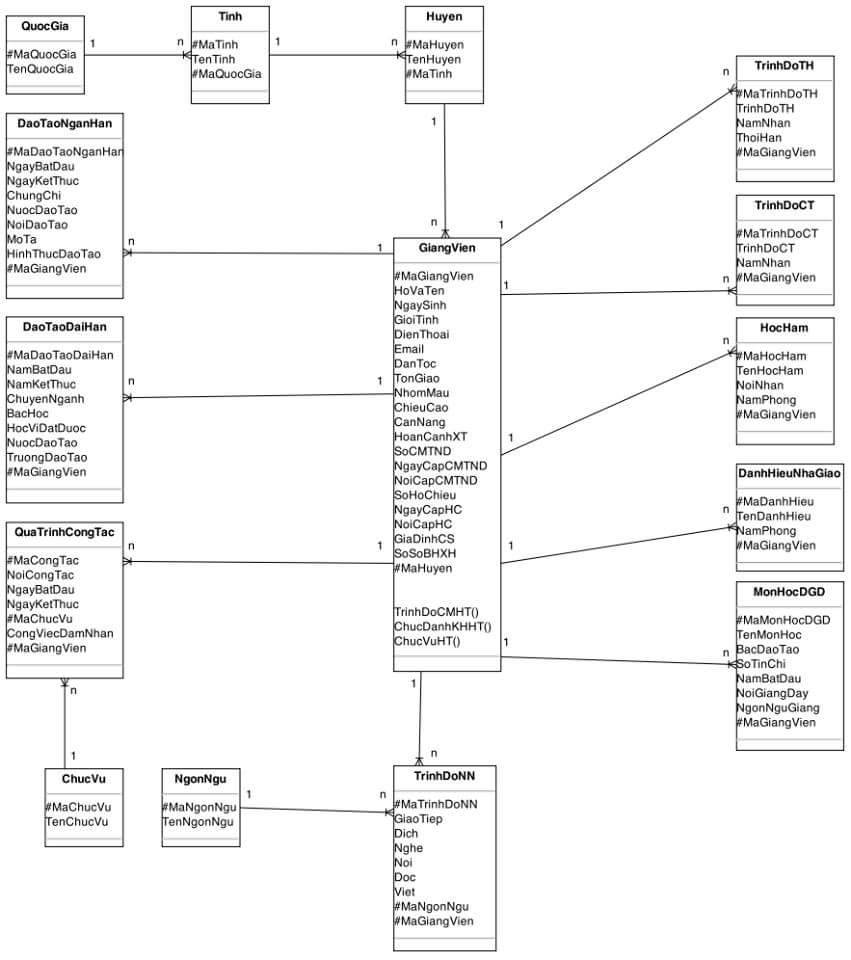 QuocGia
#MaQuocGia
TenQuocGia
1
n
Tinh
#MaTinh
TenTinh
#MaQuocGia
1
n
Huyen
#MaHuyen
TenHuyen
#MaTinh
1
n
DaoTaoNganHan
#MaDaoTaoNganHan
NgayBatDau
NgayKetThuc
ChungChi
NuocDaoTao
NoiDaoTao
MoTa
HinhThucDaoTao
#MaGiangVien
n
1
DaoTaoDaiHan
#MaDaoTaoDaiHan
NamBatDau
NamKetThuc
ChuyenNganh
BacHoc
HocViDatDuoc
NuocDaoTao
TruongDaoTao
#MaGiangVien
n
1
QuaTrinhCongTac
#MaCongTac
NoiCongTac
NgayBatDau
NgayKetThuc
#MaChucVu
CongViecDamNhan
#MaGiangVien
n
1
n
1
ChucVu
#MaChucVu
TenChucVu
NgonNgu
#MaNgonNgu
TenNgonNgu
1
n
GiangVien
#MaGiangVien
HoVaTen
NgaySinh
GioiTinh
DienThoai
Email
DanToc
TonGiao
NhomMau
ChieuCao
CanNang
HoanCanhXT
SoCMTND
NgayCapCMTND
NoiCapCMTND
SoHoChieu
NgayCapHC
NoiCapHC
GiaDinhCS
SoSoBHXH
#MaHuyen
TrinhDoCMHT()
ChucDanhKHHT()
ChucVuHT()
1
n
TrinhDoNN
#MaTrinhDoNN
GiaoTiep
Dich
Nghe
Noi
Doc
Viet
#MaNgonNgu
#MaGiangVien
1
n
TrinhDoTH
#MaTrinhDoTH
TrinhDoTH
NamNhan
ThoiHan
#MaGiangVien
1
n
TrinhDoCT
#MaTrinhDoCT
TrinhDoCT
NamNhan
#MaGiangVien
1
n
HocHam
#MaHocHam
TenHocHam
NoiNhan
NamPhong
#MaGiangVien
1
n
DanhHieuNhaGiao
#MaDanhHieu
TenDanhHieu
NamPhong
#MaGiangVien
1
n
MonHocDGD
#MaMonHocDGD
TenMonHoc
BacDaoTao
SoTinChi
NamBatDau
NoiGiangDay
NgonNguGiang
#MaGiangVien